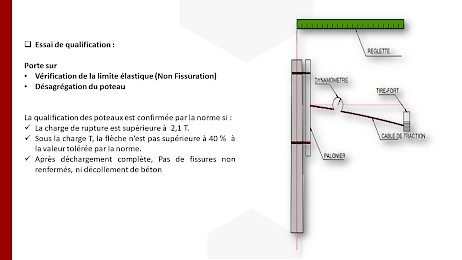 ❑ Essai de qualification :
Porte sur
• Vérification de la limite élastique (Non Fissuration)
• Désagrégation du poteau
La qualification des poteaux est confirmée par la norme si :
✓ La charge de rupture est supérieure à 2,1 T.
✓ Sous la charge T, la flèche n'est pas supérieure à 40 % à
la valeur tolérée par la norme.
✓ Après déchargement complète, Pas de fissures non
renfermés, ni décollement de béton
REGLETTE
DYNAMOMETRE
TIRE-FORT
CABLE DE TRACTION
PALONIER